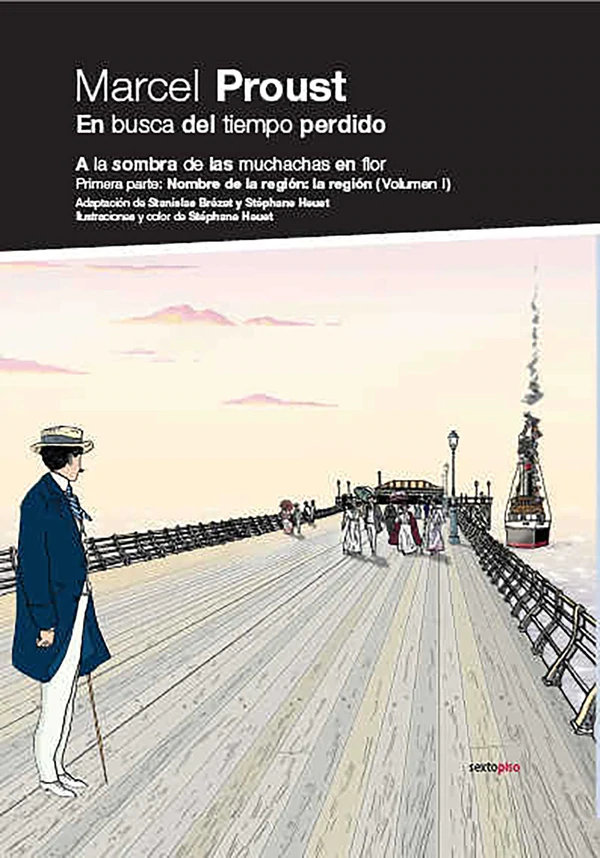 Marcel Proust
En busca del tiempo perdido
A la sombra de las muchachas en flor
Primera parte: Nombre de la región: la región (Volumen I)
Adaptación de Stanislas Brézet y Stéphane Heuet
Ilustraciones y color de Stéphane Heuet
sextopiso